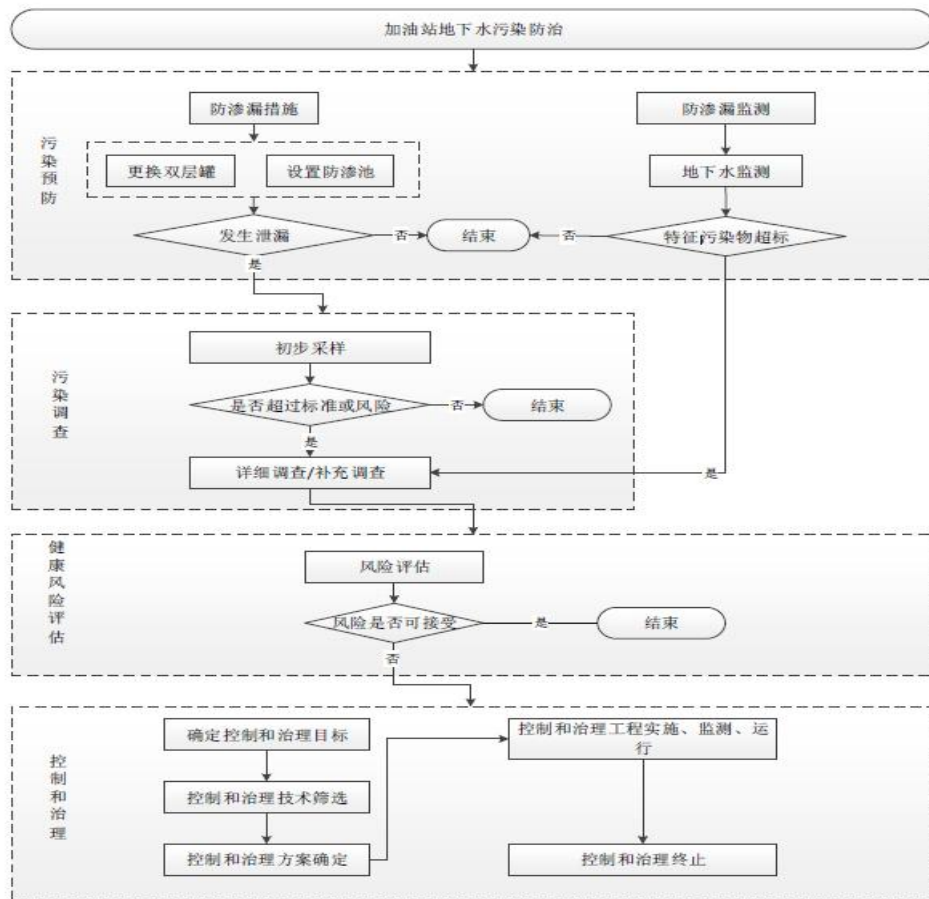 加油站地下水污染防治
污染预防
防渗漏措施
防渗漏监测
更换双层罐
设置防渗池
地下水监测
发生泄漏
否
结束
否
特征污染物超标
是
污染调查
初步采样
是否超过标准或风险
否
结束
是
详细调查/补充调查
是
健康风险评估
风险评估
风险是否可接受
是
结束
否
控制和治理
确定控制和治理目标
控制和治理技术筛选
控制和治理方案确定
控制和治理工程实施、监测、运
行
控制和治理终止